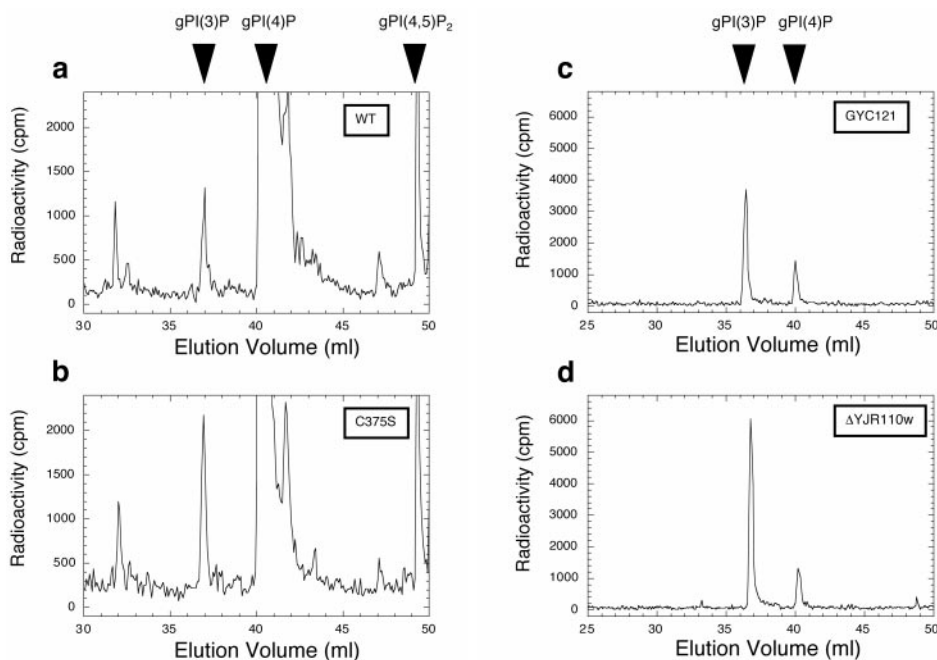 gPI(3)P gPI(4)P gPI(4,5)P₂
a
WT
Radioactivity (cpm)
2000
1500
1000
500
0
30 35 40 45 50
Elution Volume (ml)
b
C375S
Radioactivity (cpm)
2000
1500
1000
500
0
30 35 40 45 50
Elution Volume (ml)
gPI(3)P gPI(4)P
c
GYC121
Radioactivity (cpm)
6000
5000
4000
3000
2000
1000
0
25 30 35 40 45 50
Elution Volume (ml)
d
ΔYJR110w
Radioactivity (cpm)
6000
5000
4000
3000
2000
1000
0
25 30 35 40 45 50
Elution Volume (ml)